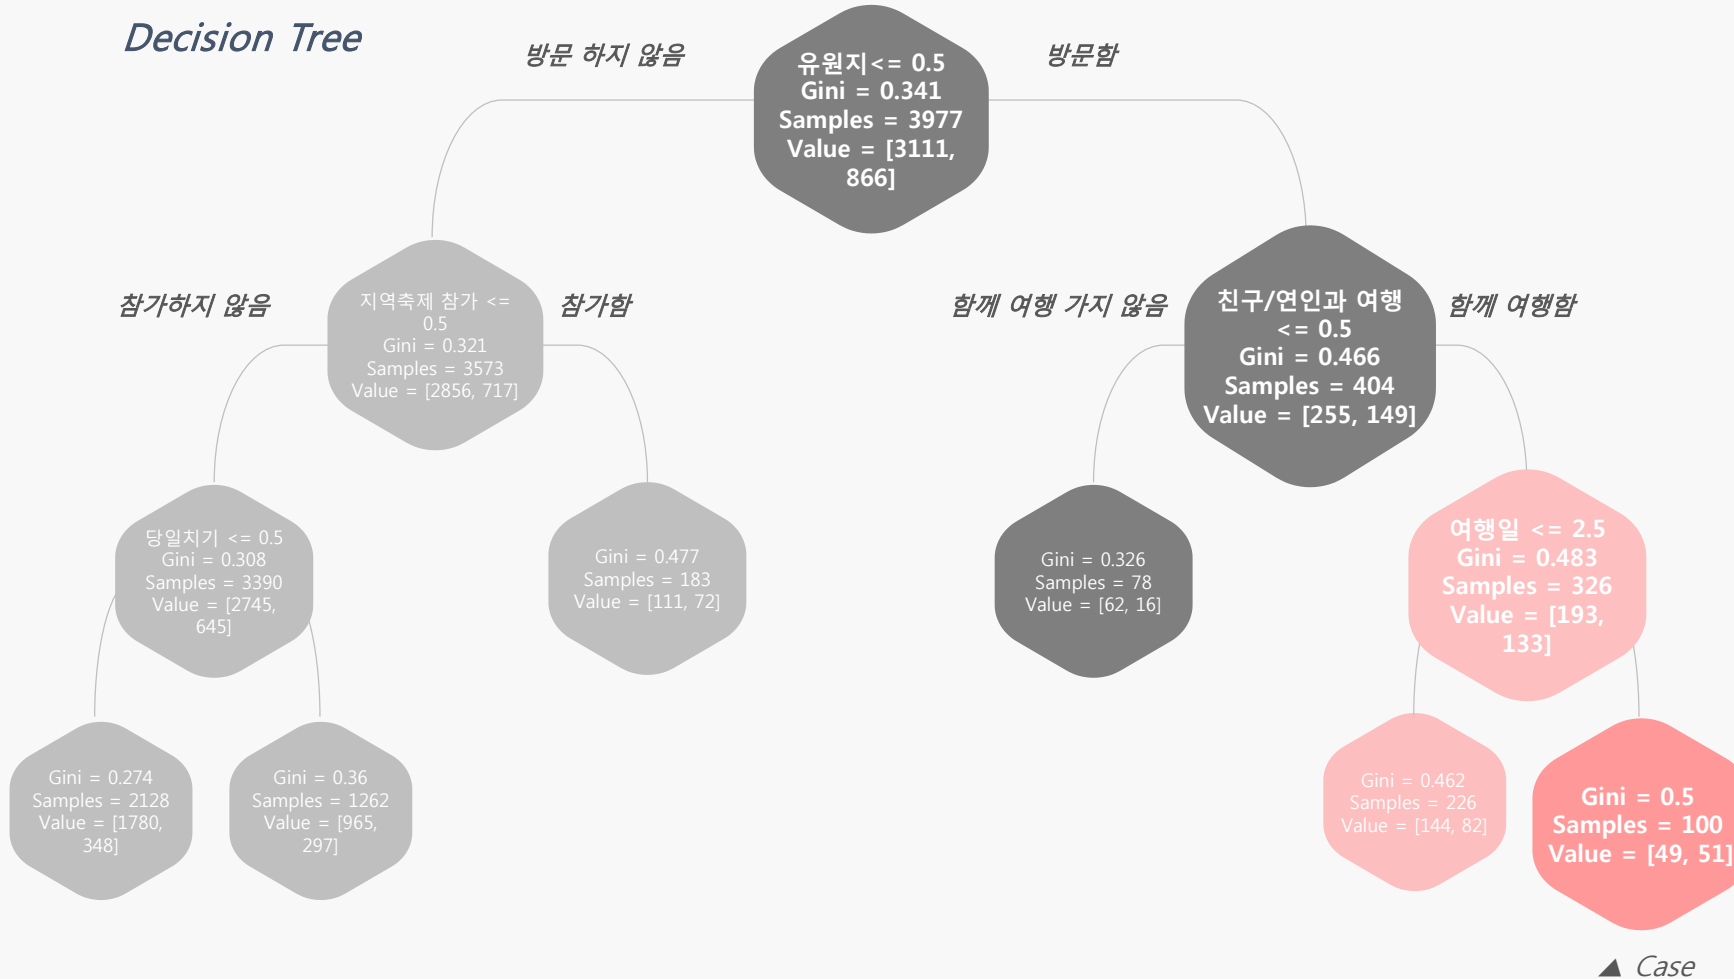 Decision Tree
방문 하지 않음
방문함
유원지<= 0.5
Gini = 0.341
Samples = 3977
Value = [3111,
866]
참가하지 않음
참가함
지역축제 참가 <=
0.5
Gini = 0.321
Samples = 3573
Value = [2856, 717]
함께 여행 가지 않음
함께 여행함
친구/연인과 여행
<= 0.5
Gini = 0.466
Samples = 404
Value = [255, 149]
당일치기 <= 0.5
Gini = 0.308
Samples = 3390
Value = [2745,
645]
Gini = 0.477
Samples = 183
Value = [111, 72]
Gini = 0.326
Samples = 78
Value = [62, 16]
여행일 <= 2.5
Gini = 0.483
Samples = 326
Value = [193,
133]
Gini = 0.274
Samples = 2128
Value = [1780,
348]
Gini = 0.36
Samples = 1262
Value = [965,
297]
Gini = 0.462
Samples = 226
Value = [144, 82]
Gini = 0.5
Samples = 100
Value = [49, 51]
▲ Case